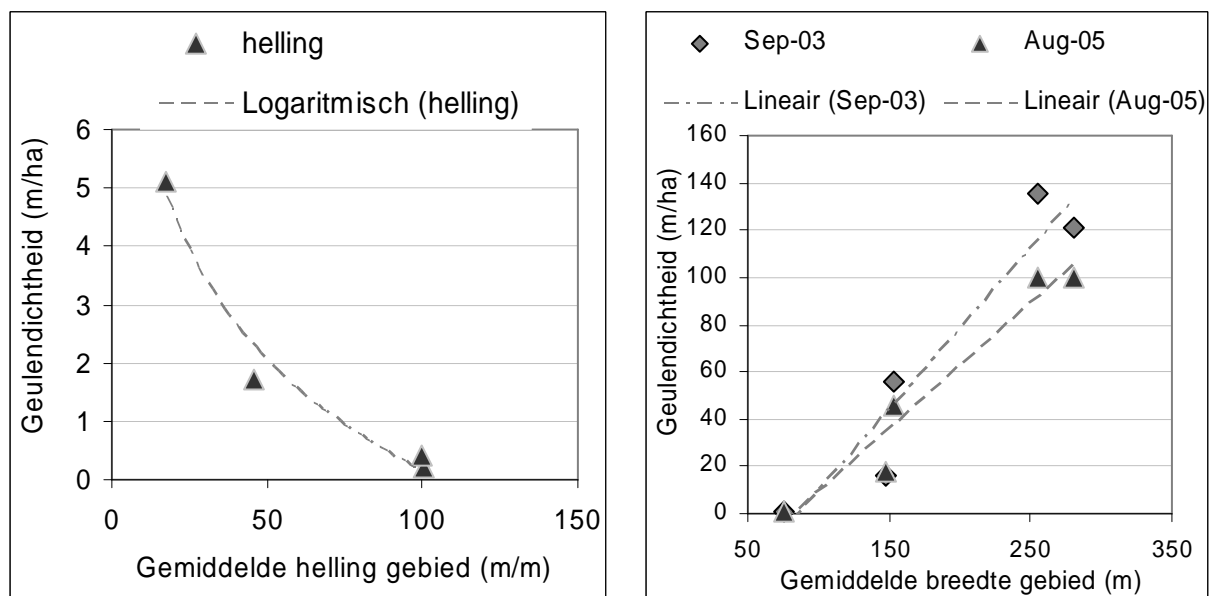 helling
Logaritmisch (helling)
Geulendichtheid (m/ha)
6
5
4
3
2
1
0
0 50 100 150
Gemiddelde helling gebied (m/m)
Sep-03 Aug-05
Lineair (Sep-03) Lineair (Aug-05)
Geulendichtheid (m/ha)
160
140
120
100
80
60
40
20
0
50 150 250 350
Gemiddelde breedte gebied (m)